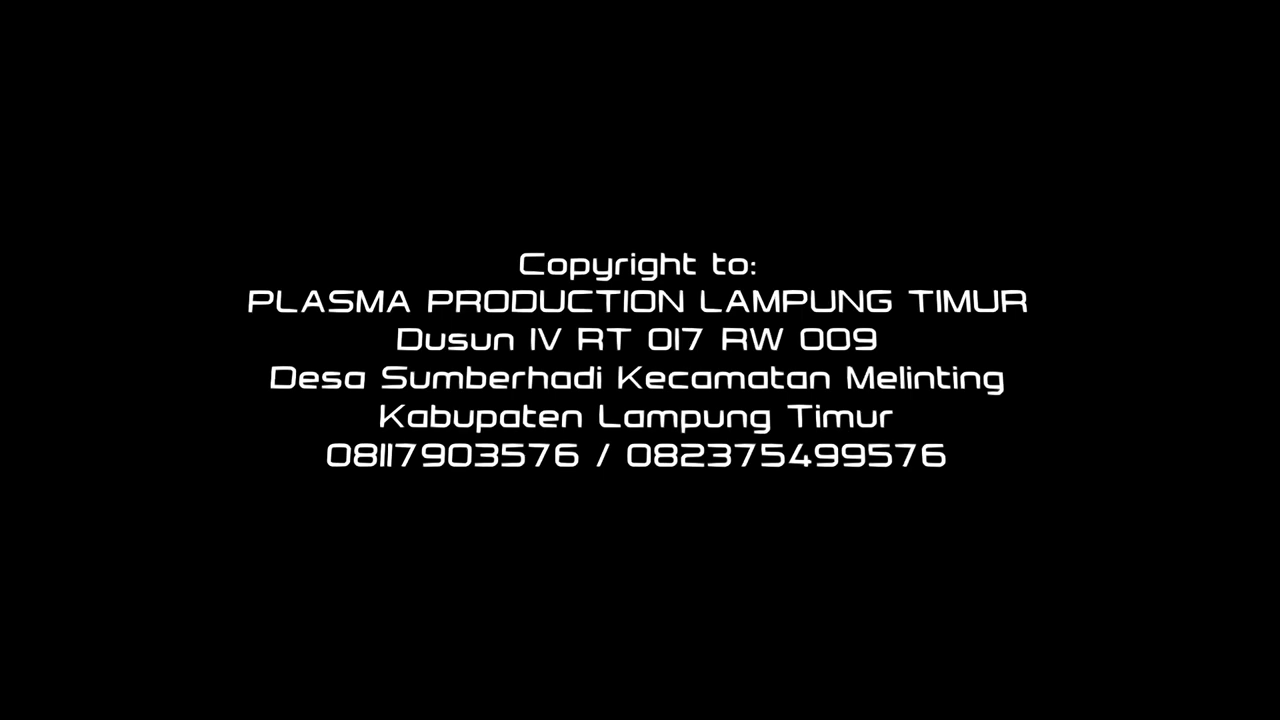 Copyright to:
PLASMA PRODUCTION LAMPUNG TIMUR
Dusun IV RT 017 RW 009
Desa Sumberhadi Kecamatan Melinting
Kabupaten Lampung Timur
08117903576 / 082375499576